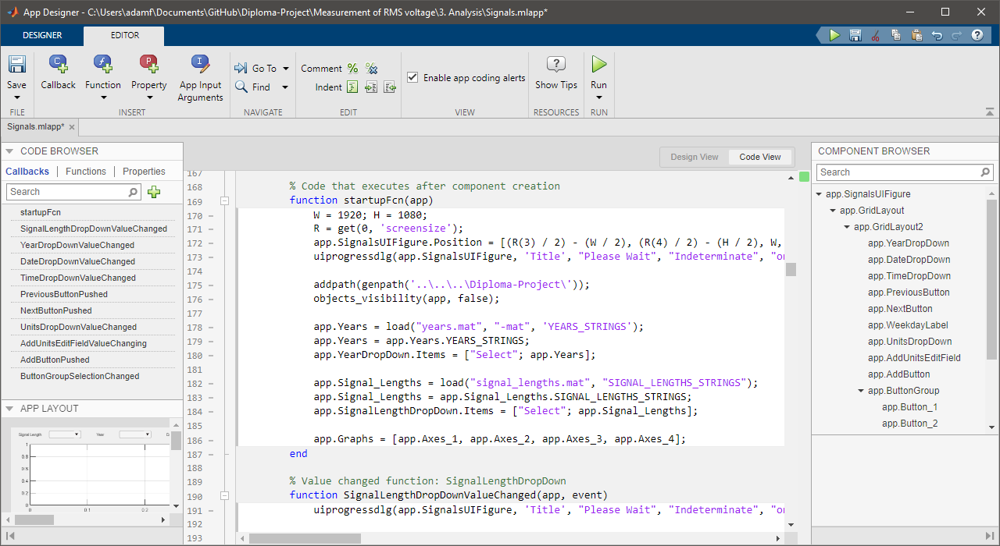 App Designer - C:\Users\adamf\Documents\GitHub\Diploma-Project\Measurement of RMS voltage\3. Analysis\Signals.mlapp*
DESIGNER
EDITOR
Save
Callback
Function
Property
App Input
Arguments
Go To
Find
Comment
Indent
Enable app coding alerts
Show Tips
Run
FILE
INSERT
NAVIGATE
EDIT
VIEW
RESOURCES
RUN
Signals.mlapp*
CODE BROWSER
Callbacks
Functions
Properties
Search
startupFcn
SignalLengthDropDownValueChanged
YearDropDownValueChanged
DateDropDownValueChanged
TimeDropDownValueChanged
PreviousButtonPushed
NextButtonPushed
UnitsDropDownValueChanged
AddUnitsEditFieldValueChanging
AddButtonPushed
ButtonGroupSelectionChanged
APP LAYOUT
Signal Length
Year
D
1
0.8
0.6
0.4
0.2
0
0
0.1
0.2
Design View
Code View
167
168 % Code that executes after component creation
169 function startupFcn(app)
170 - W = 1920; H = 1080;
171 - R = get(0, 'screensize');
172 - app.SignalsUIFigure.Position = [(R(3) / 2) - (W / 2), (R(4) / 2) - (H / 2), W,
173 - uiprogressdlg(app.SignalsUIFigure, 'Title', "Please Wait", "Indeterminate", "o
174
175 - addpath(genpath('..\..\..\Diploma-Project\'));
176 - objects_visibility(app, false);
177
178 - app.Years = load("years.mat", "-mat", 'YEARS_STRINGS');
179 - app.Years = app.Years.YEARS_STRINGS;
180 - app.YearDropDown.Items = ["Select"; app.Years];
181
182 - app.Signal_Lengths = load("signal_lengths.mat", "SIGNAL_LENGTHS_STRINGS");
183 - app.Signal_Lengths = app.Signal_Lengths.SIGNAL_LENGTHS_STRINGS;
184 - app.SignalLengthDropDown.Items = ["Select"; app.Signal_Lengths];
185
186 - app.Graphs = [app.Axes_1, app.Axes_2, app.Axes_3, app.Axes_4];
187 - end
188
189 % Value changed function: SignalLengthDropDown
190 function SignalLengthDropDownValueChanged(app, event)
191 - uiprogressdlg(app.SignalsUIFigure, 'Title', "Please Wait", "Indeterminate", "o
192
193
COMPONENT BROWSER
Search
app.SignalsUIFigure
app.GridLayout
app.GridLayout2
app.YearDropDown
app.DateDropDown
app.TimeDropDown
app.PreviousButton
app.NextButton
app.WeekdayLabel
app.UnitsDropDown
app.AddUnitsEditField
app.AddButton
app.ButtonGroup
app.Button_1
app.Button_2